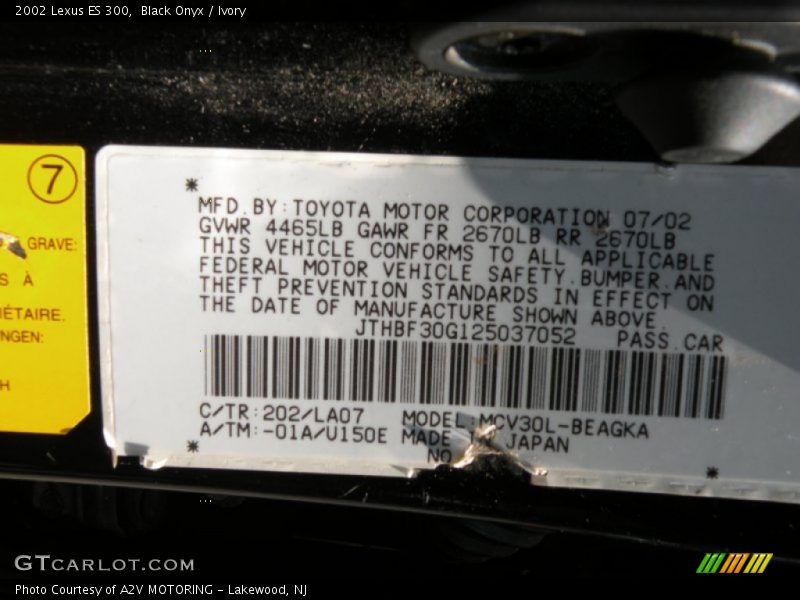 2002 Lexus ES 300, Black Onyx / Ivory
7
GRAVE:
S À
IÉTAIRE.
NGEN:
H
*
MFD. BY: TOYOTA MOTOR CORPORATION 07/02
GVWR 4465LB GAWR FR 2670LB RR 2670LB
THIS VEHICLE CONFORMS TO ALL APPLICABLE
FEDERAL MOTOR VEHICLE SAFETY, BUMPER, AND
THEFT PREVENTION STANDARDS IN EFFECT ON
THE DATE OF MANUFACTURE SHOWN ABOVE.
JTHBF30G125037052 PASS. CAR
C/TR: 202/LA07 MODEL: MCV30L-BEAGKA
A/TM: -01A/U150E MADE JAPAN
* NO *
GTCARLOT.COM
Photo Courtesy of A2V MOTORING - Lakewood, NJ